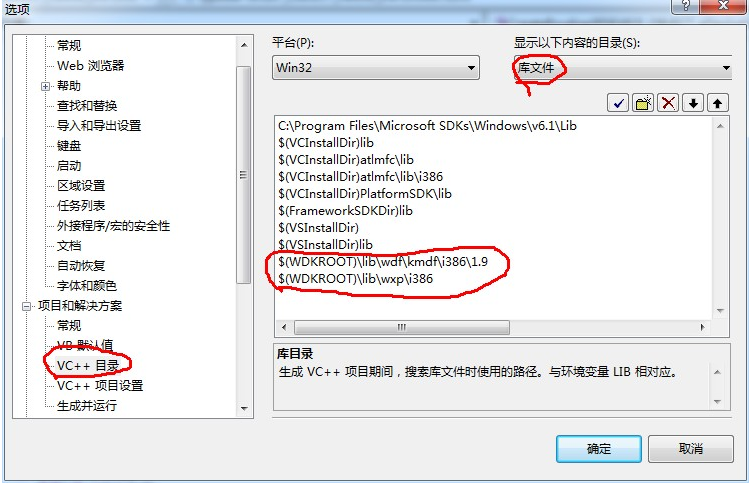 选项
常规
Web 浏览器
帮助
查找和替换
导入和导出设置
键盘
启动
区域设置
任务列表
外接程序/宏的安全性
文档
自动恢复
字体和颜色
项目和解决方案
常规
VB 默认值
VC++ 目录
VC++ 项目设置
生成并运行
平台(P):
Win32
显示以下内容的目录(S):
库文件
C:\Program Files\Microsoft SDKs\Windows\v6.1\Lib
$(VCInstallDir)lib
$(VCInstallDir)atlmfc\lib
$(VCInstallDir)atlmfc\lib\i386
$(VCInstallDir)PlatformSDK\lib
$(FrameworkSDKDir)lib
$(VSInstallDir)
$(VSInstallDir)lib
$(WDKROOT)\lib\wdf\kmdf\i386\1.9
$(WDKROOT)\lib\wxp\i386
库目录
生成 VC++ 项目期间，搜索库文件时使用的路径。与环境变量 LIB 相对应。
确定
取消